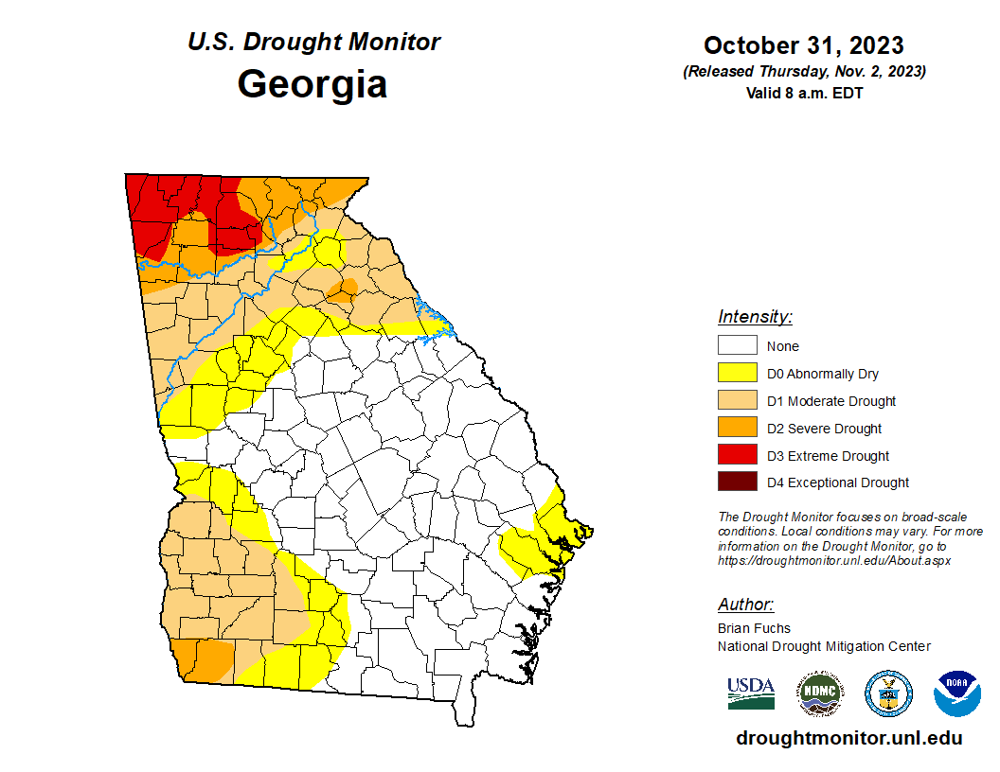 U.S. Drought Monitor
Georgia
October 31, 2023
(Released Thursday, Nov. 2, 2023)
Valid 8 a.m. EDT
Intensity:
None
D0 Abnormally Dry
D1 Moderate Drought
D2 Severe Drought
D3 Extreme Drought
D4 Exceptional Drought
The Drought Monitor focuses on broad-scale
conditions. Local conditions may vary. For more
information on the Drought Monitor, go to
https://droughtmonitor.unl.edu/About.aspx
Author:
Brian Fuchs
National Drought Mitigation Center
USDA
NDMC
NOAA
droughtmonitor.unl.edu